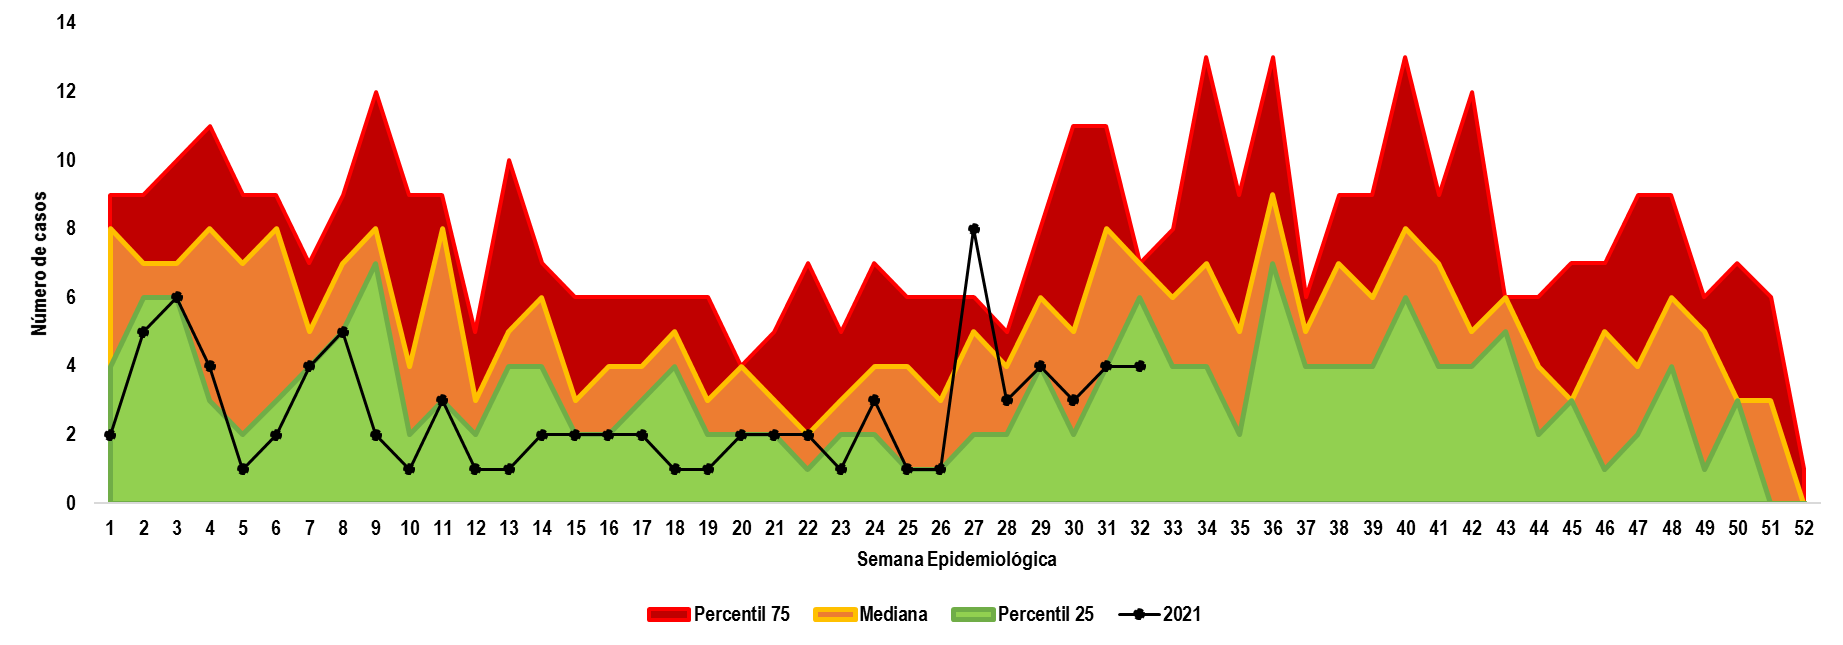 14
12
10
8
6
4
2
0
Número de casos
1 2 3 4 5 6 7 8 9 10 11 12 13 14 15 16 17 18 19 20 21 22 23 24 25 26 27 28 29 30 31 32 33 34 35 36 37 38 39 40 41 42 43 44 45 46 47 48 49 50 51 52
Semana Epidemiológica
Percentil 75 Mediana Percentil 25 2021